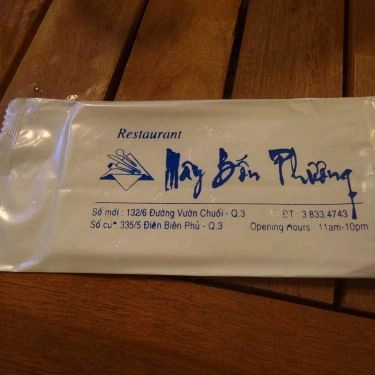 Restaurant
Mây Bốn Phương
Số mới : 132/6 Đường Vườn Chuối - Q.3 ĐT : 3 833.4743
Số cũ : 335/5 Điện Biên Phủ - Q.3 Opening Hours 11am-10pm